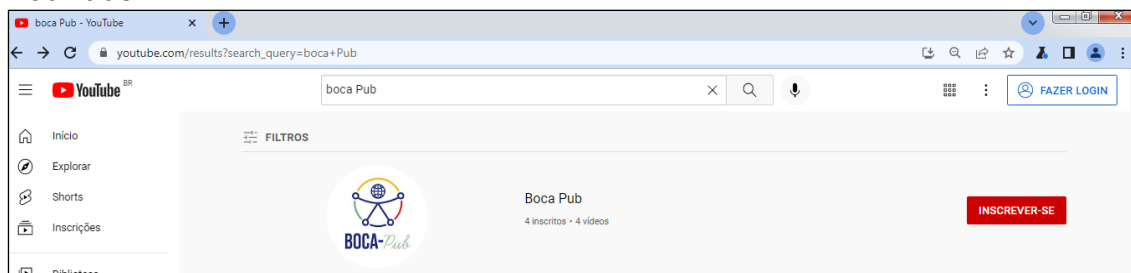 boca Pub - YouTube
youtube.com/results?search_query=boca+Pub
YouTube BR
boca Pub
FAZER LOGIN
Início
FILTROS
Explorar
Shorts
Inscrições
BOCA-Pub
Boca Pub
4 inscritos • 4 vídeos
INSCREVER-SE